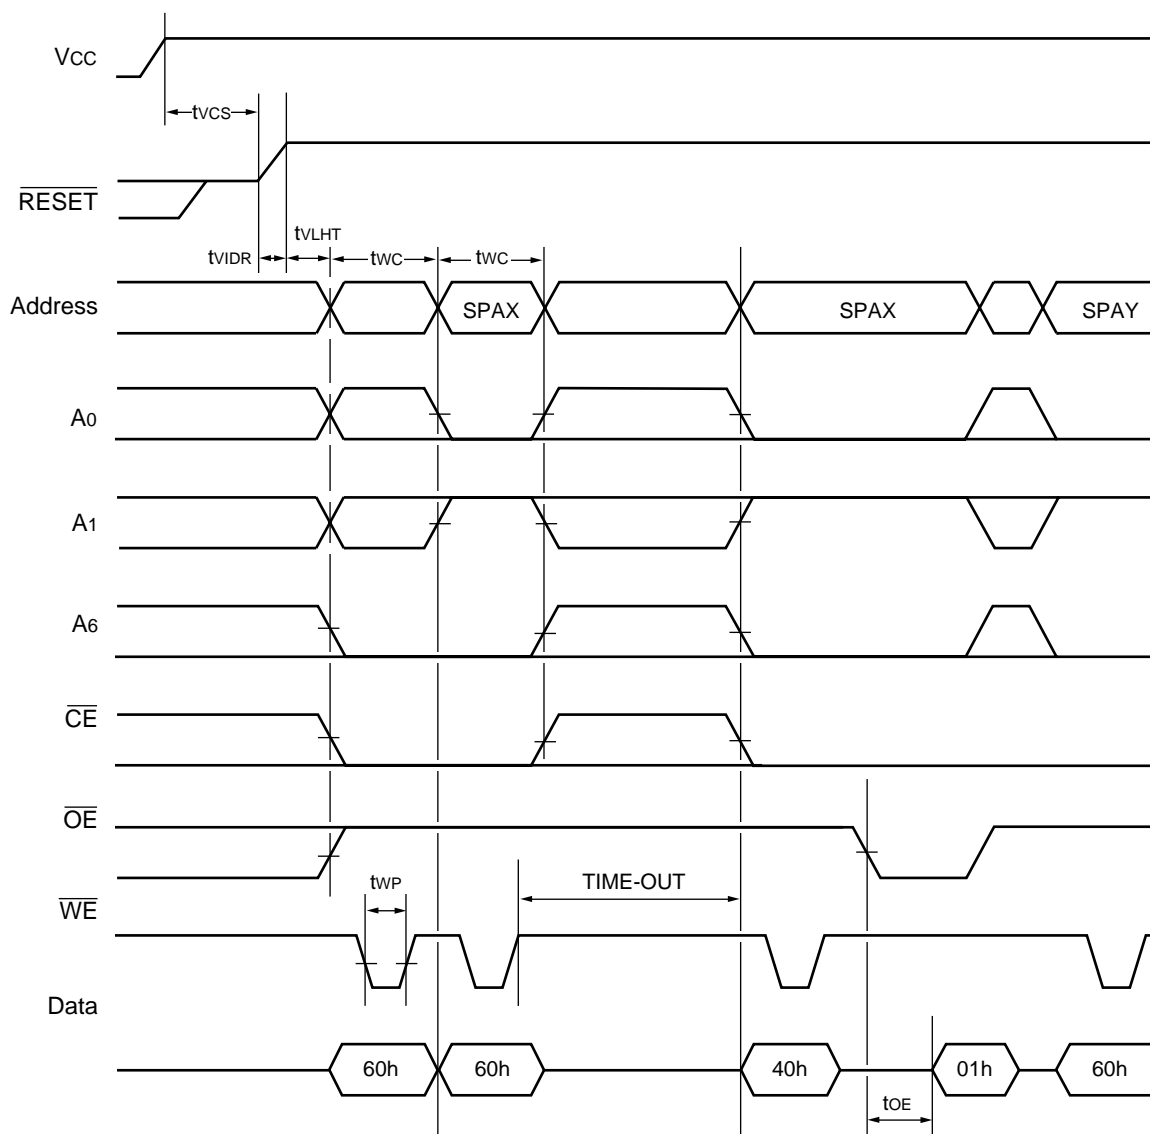 VCC
tVCS
RESET
tVIDR
tVLHT
tWC
tWC
Address
SPAX
SPAX
SPAY
A0
A1
A6
CE
OE
tWP
TIME-OUT
WE
Data
60h
60h
40h
01h
60h
tOE